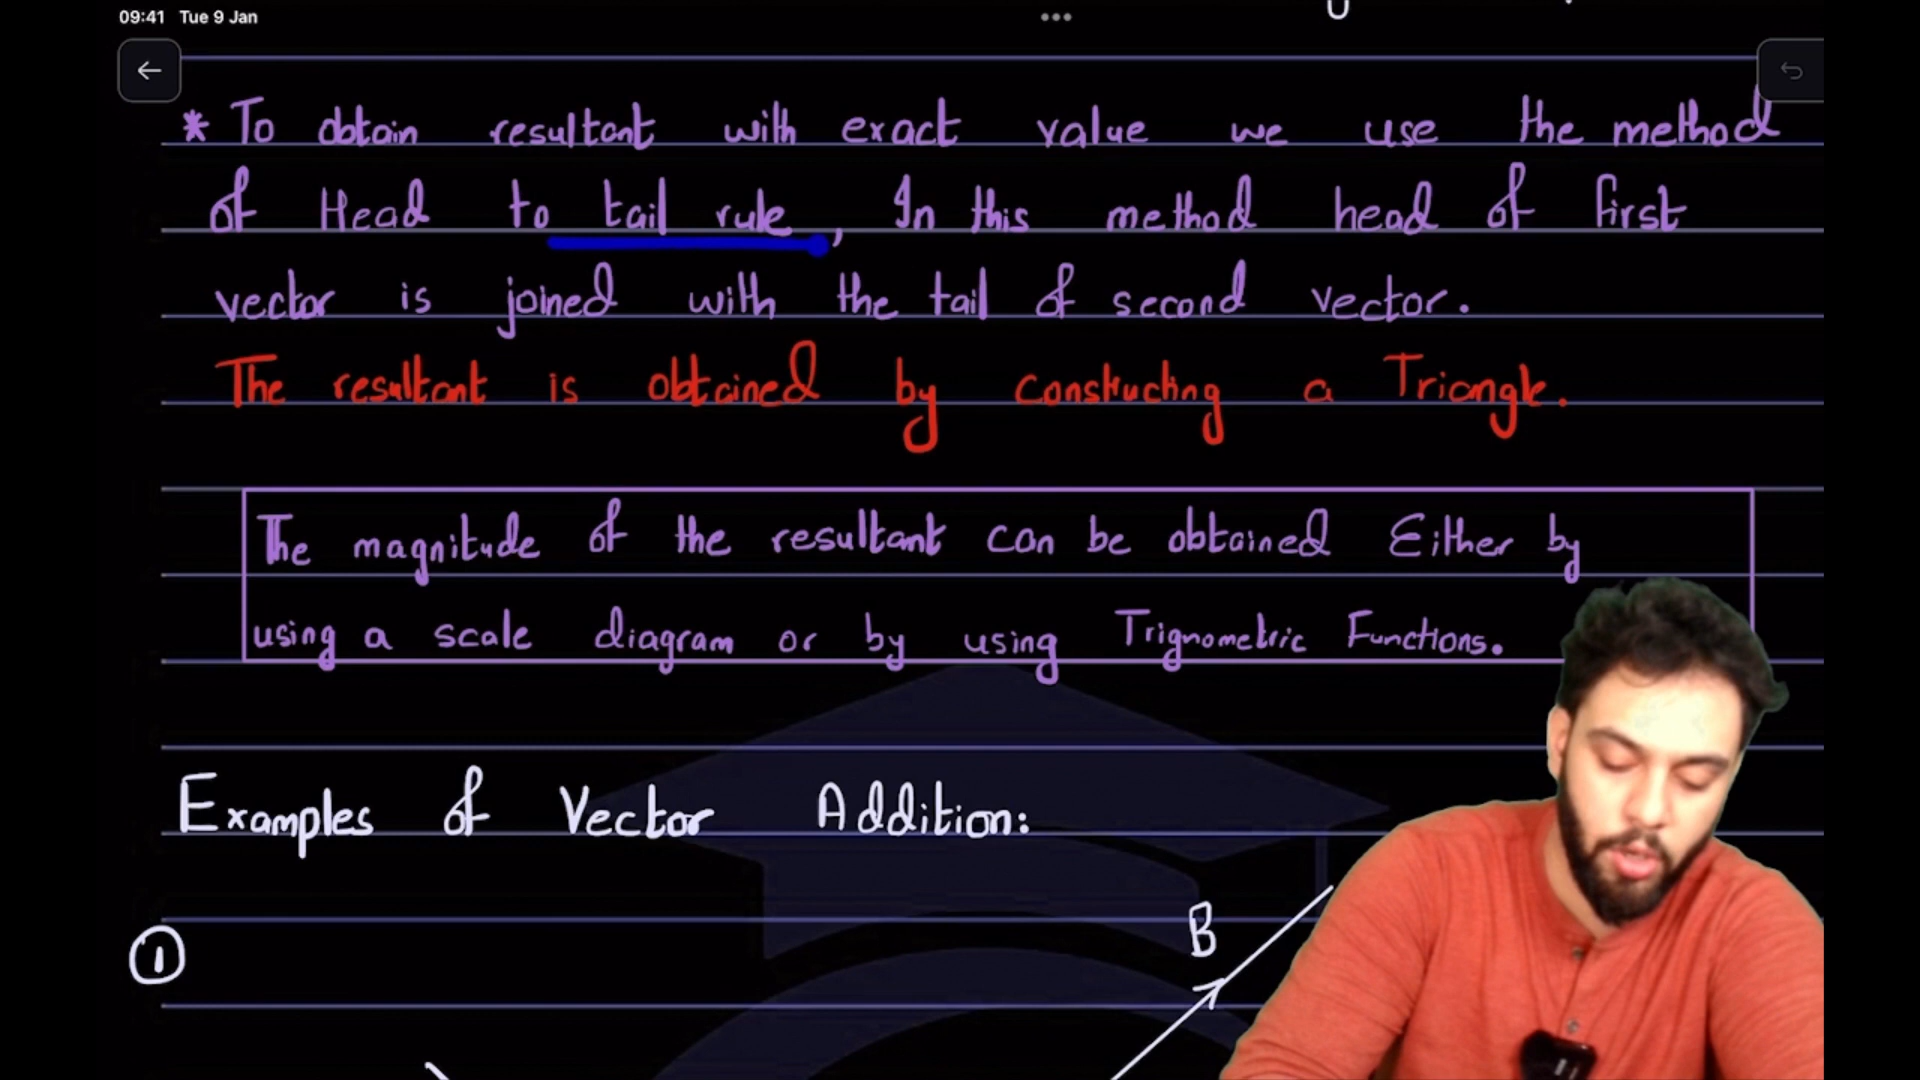 09:41 Tue 9 Jan
* To obtain resultant with exact value we use the method
of Head to tail rule, In this method head of first
vector is joined with the tail of second vector.
The resultant is obtained by constructing a Triangle.
The magnitude of the resultant can be obtained Either by
using a scale diagram or by using Trignometric Functions.
Examples of Vector Addition:
B
1